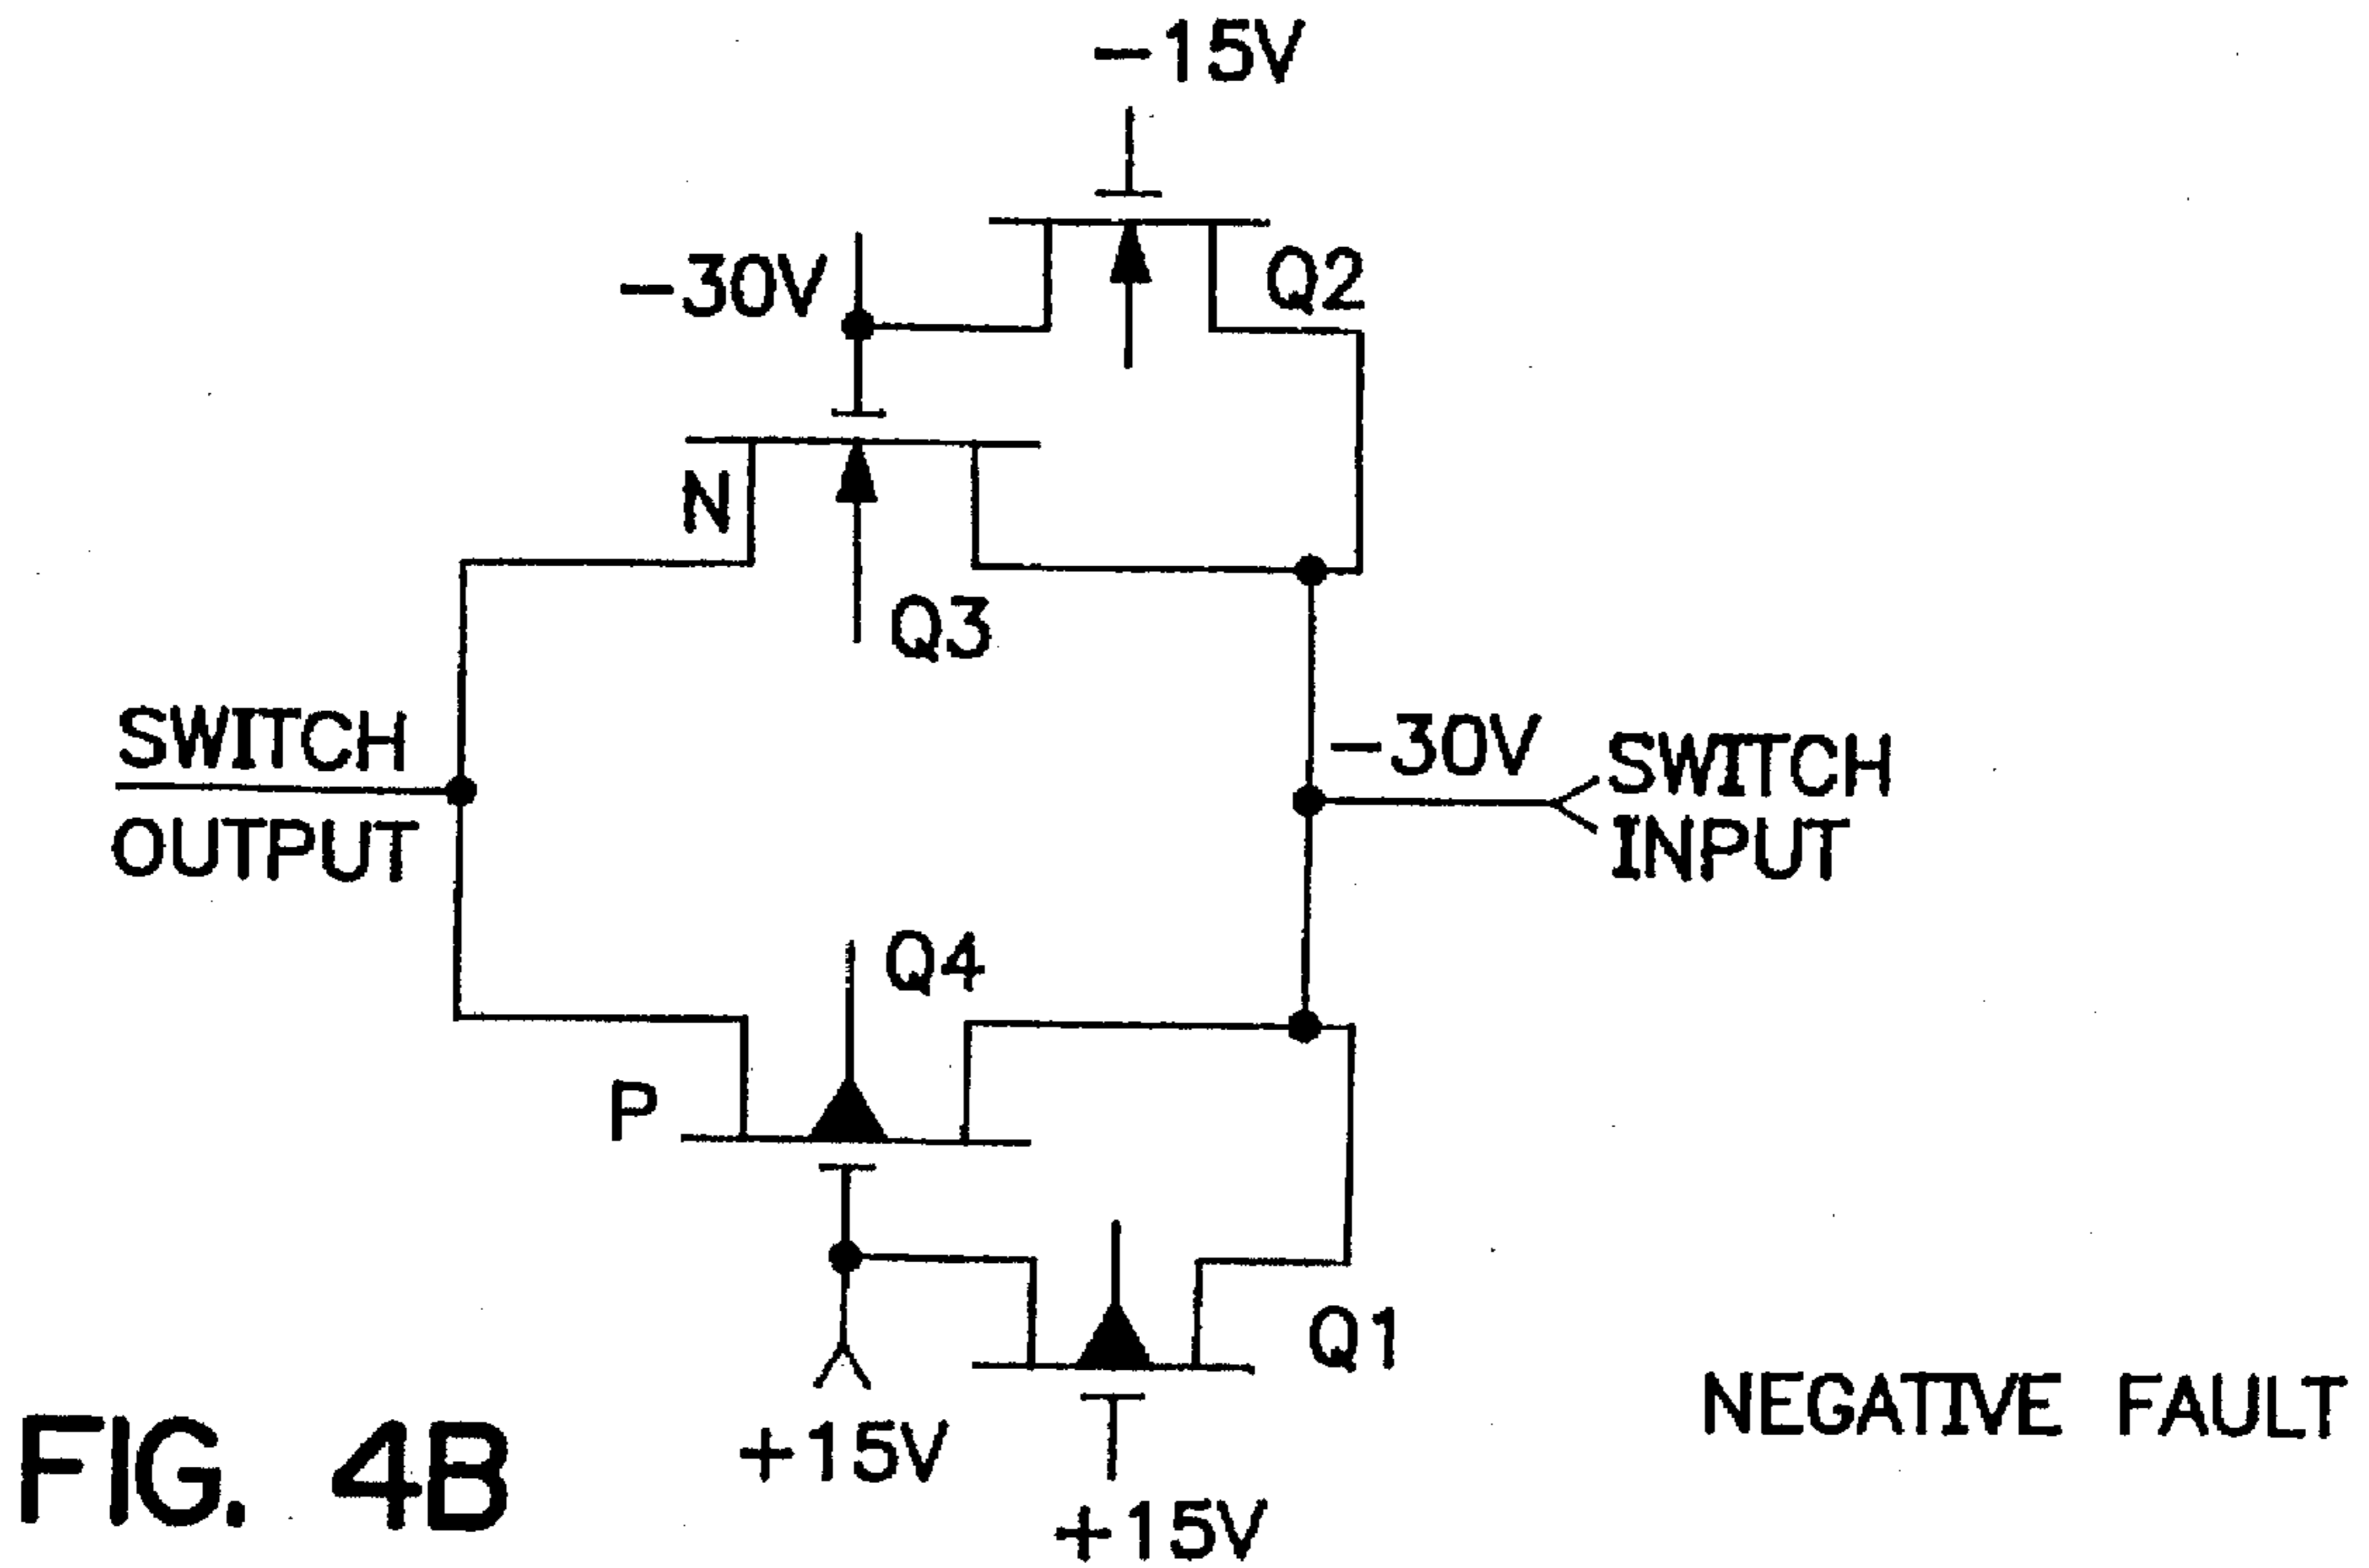 -15V
-30V
Q2
N
Q3
SWITCH
OUTPUT
-30V
SWITCH
INPUT
Q4
P
Q1
+15V
+15V
NEGATIVE FAULT
FIG. 4B